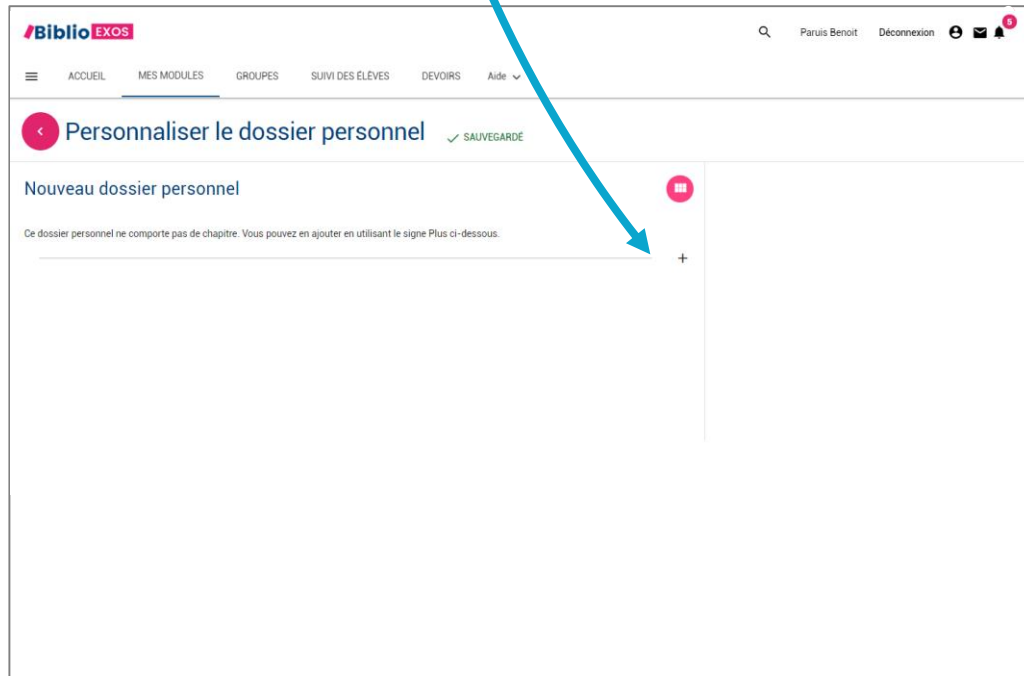 /Biblio EXOS
Paruis Benoit Déconnexion 5
ACCUEIL MES MODULES GROUPES SUIVI DES ÉLÈVES DEVOIRS Aide
Personnaliser le dossier personnel SAUVEGARDÉ
Nouveau dossier personnel
Ce dossier personnel ne comporte pas de chapitre. Vous pouvez en ajouter en utilisant le signe Plus ci-dessous.
+